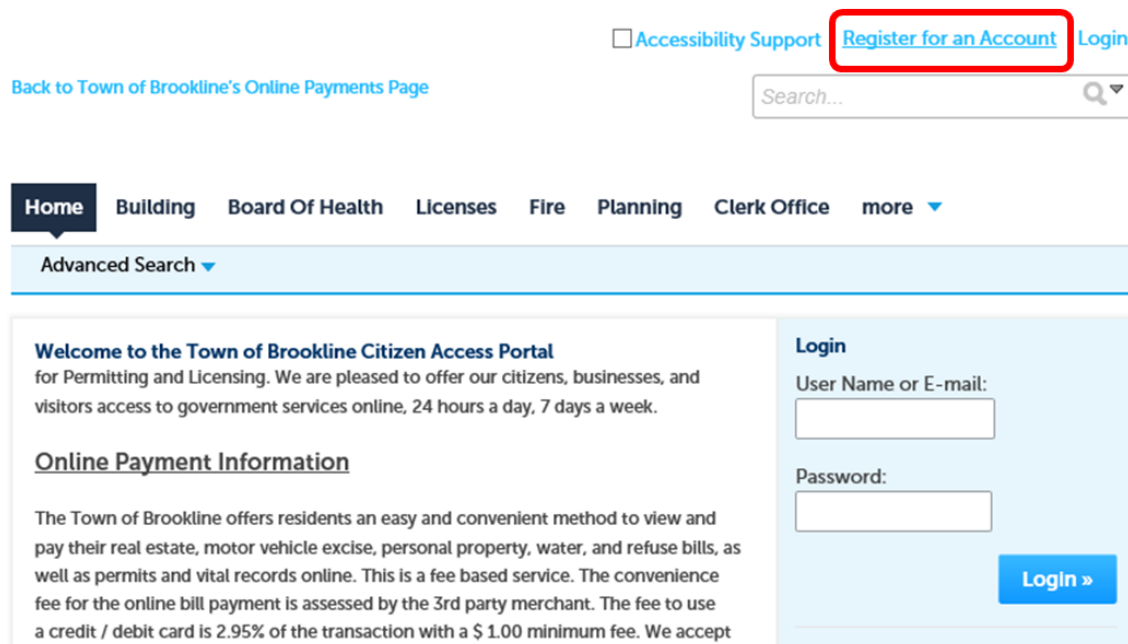 Accessibility Support Register for an Account Login
Back to Town of Brookline's Online Payments Page
Search...
Home Building Board Of Health Licenses Fire Planning Clerk Office more
Advanced Search
Welcome to the Town of Brookline Citizen Access Portal
for Permitting and Licensing. We are pleased to offer our citizens, businesses, and
visitors access to government services online, 24 hours a day, 7 days a week.
Online Payment Information
The Town of Brookline offers residents an easy and convenient method to view and
pay their real estate, motor vehicle excise, personal property, water, and refuse bills, as
well as permits and vital records online. This is a fee based service. The convenience
fee for the online bill payment is assessed by the 3rd party merchant. The fee to use
a credit / debit card is 2.95% of the transaction with a $ 1.00 minimum fee. We accept
Login
User Name or E-mail:
Password:
Login »